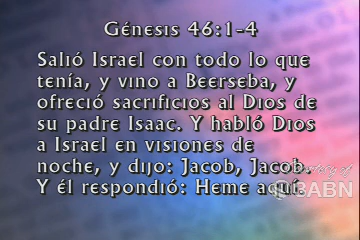 Génesis 46:1-4
Salió Israel con todo lo que
tenía, y vino a Beerseba, y
ofreció sacrificios al Dios de
su padre Isaac. Y habló Dios
a Israel en visiones de
noche, y dijo: Jacob, Jacob.
Y él respondió: Heme aquí.
3ABN